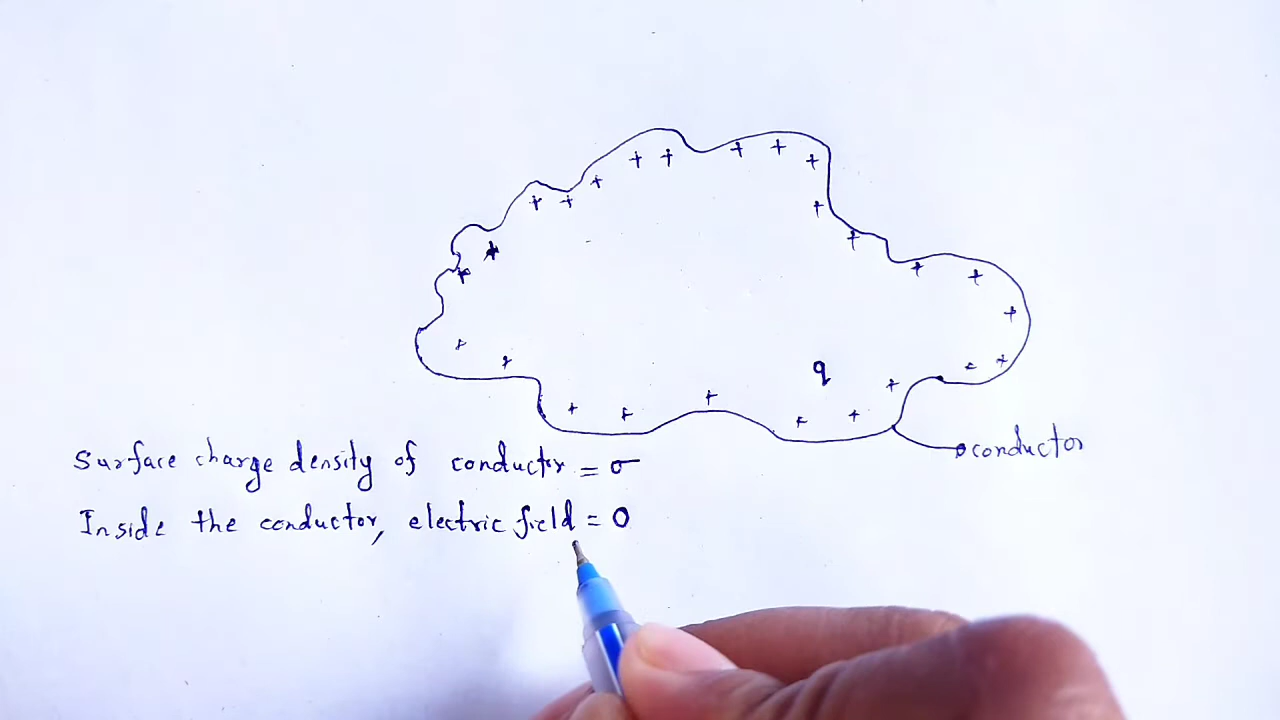 q
conductor
Surface charge density of conductor = σ
Inside the conductor, electric field = 0